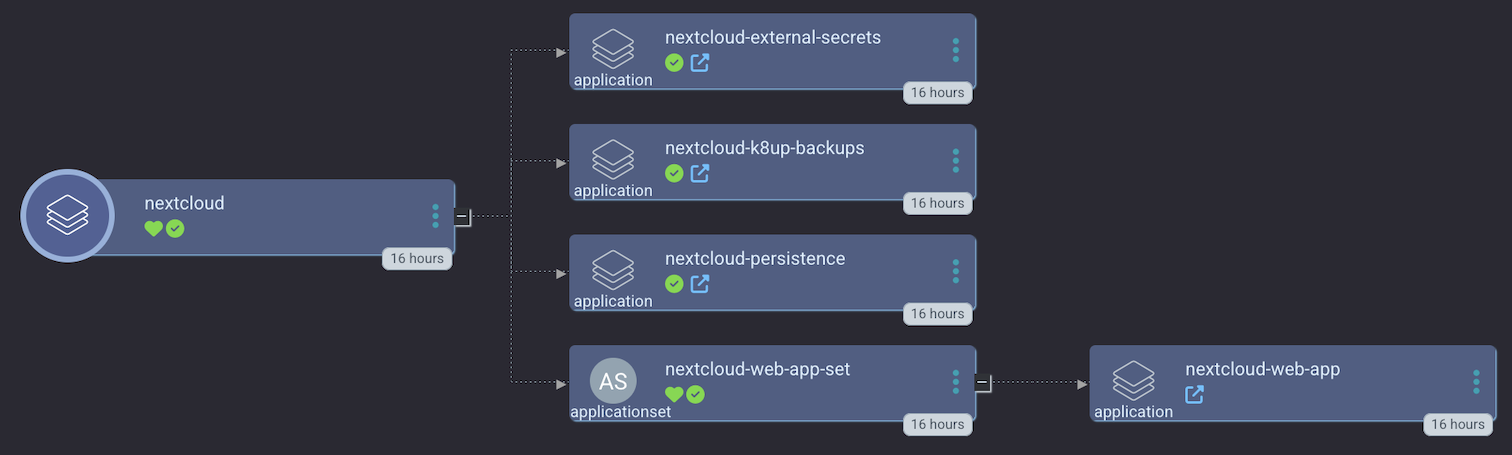 nextcloud
16 hours
nextcloud-external-secrets
application
16 hours
nextcloud-k8up-backups
application
16 hours
nextcloud-persistence
application
16 hours
AS
nextcloud-web-app-set
applicationset
16 hours
nextcloud-web-app
application
16 hours